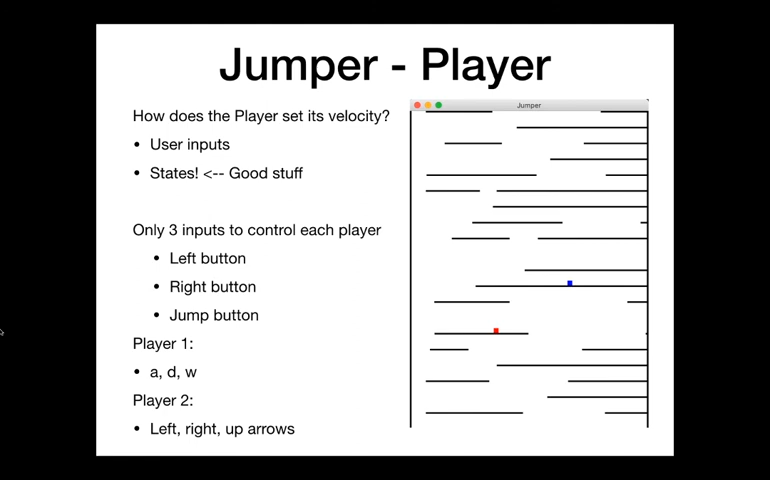 Jumper - Player
How does the Player set its velocity?
• User inputs
• States! <-- Good stuff
Only 3 inputs to control each player
• Left button
• Right button
• Jump button
Player 1:
• a, d, w
Player 2:
• Left, right, up arrows
Jumper